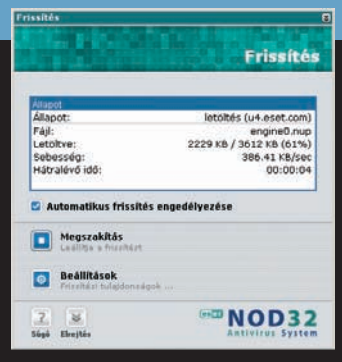 Frissítés
Frissítés
Állapot
Állapot: letöltés (u4.eset.com)
Fájl: engine0.nup
Letöltve: 2229 KB / 3612 KB (61%)
Sebesség: 386.41 KB/sec
Hátralévő idő: 00:00:04
Automatikus frissítés engedélyezése
Megszakítás
Leállítja a frissítést
Beállítások
Frissítési tulajdonságok ...
Súgó Elrejtés
eset NOD32
Antivirus System